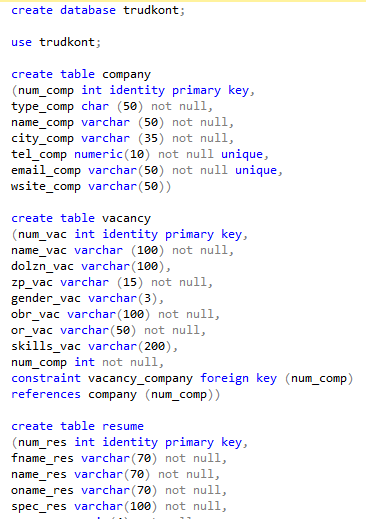 create database trudkont;
use trudkont;
create table company
(num_comp int identity primary key,
type_comp char (50) not null,
name_comp varchar (50) not null,
city_comp varchar (35) not null,
tel_comp numeric(10) not null unique,
email_comp varchar(50) not null unique,
wsite_comp varchar(50))
create table vacancy
(num_vac int identity primary key,
name_vac varchar (100) not null,
dolzn_vac varchar(100),
zp_vac varchar (15) not null,
gender_vac varchar(3),
obr_vac varchar(100) not null,
or_vac varchar(50) not null,
skills_vac varchar(200),
num_comp int not null,
constraint vacancy_company foreign key (num_comp)
references company (num_comp))
create table resume
(num_res int identity primary key,
fname_res varchar(70) not null,
name_res varchar(70) not null,
oname_res varchar(70) not null,
spec_res varchar(100) not null,